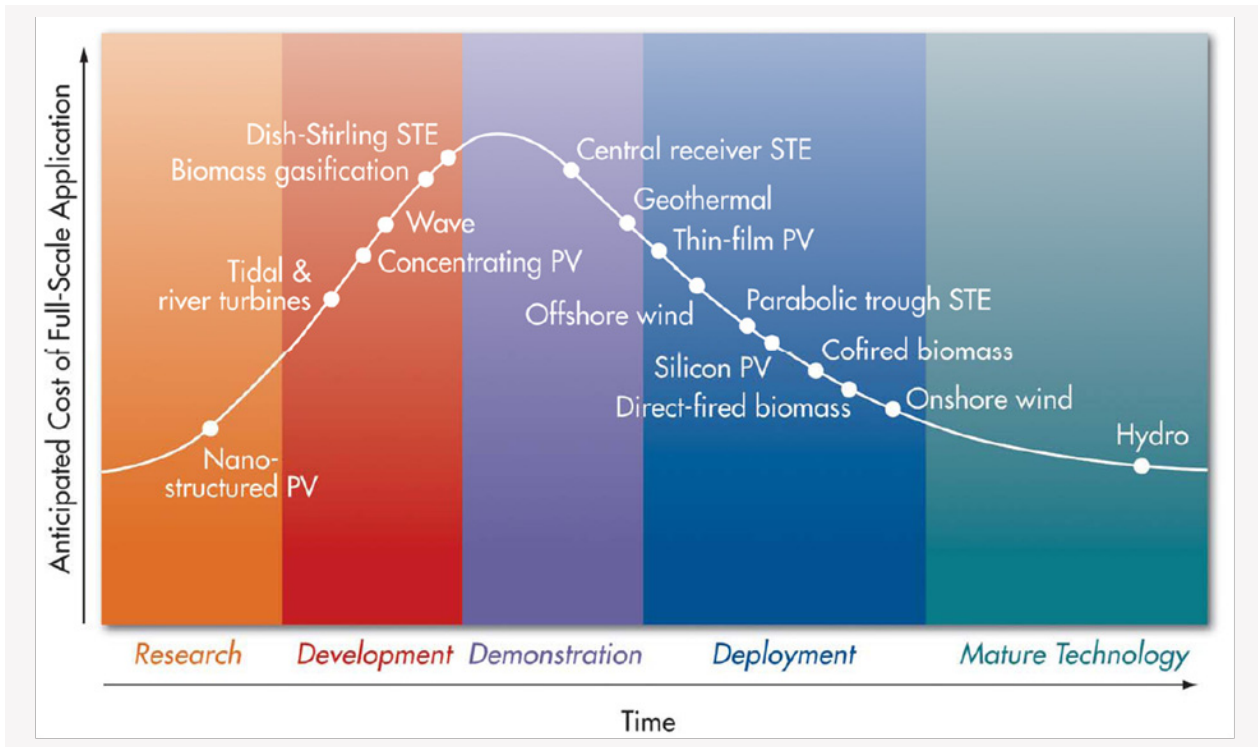 Anticipated Cost of Full-Scale Application
Dish-Stirling STE
Biomass gasification
Wave
Concentrating PV
Tidal &
river turbines
Nano-
structured PV
Central receiver STE
Geothermal
Thin-film PV
Offshore wind
Parabolic trough STE
Silicon PV
Cofired biomass
Direct-fired biomass
Onshore wind
Hydro
Research
Development
Demonstration
Deployment
Mature Technology
Time